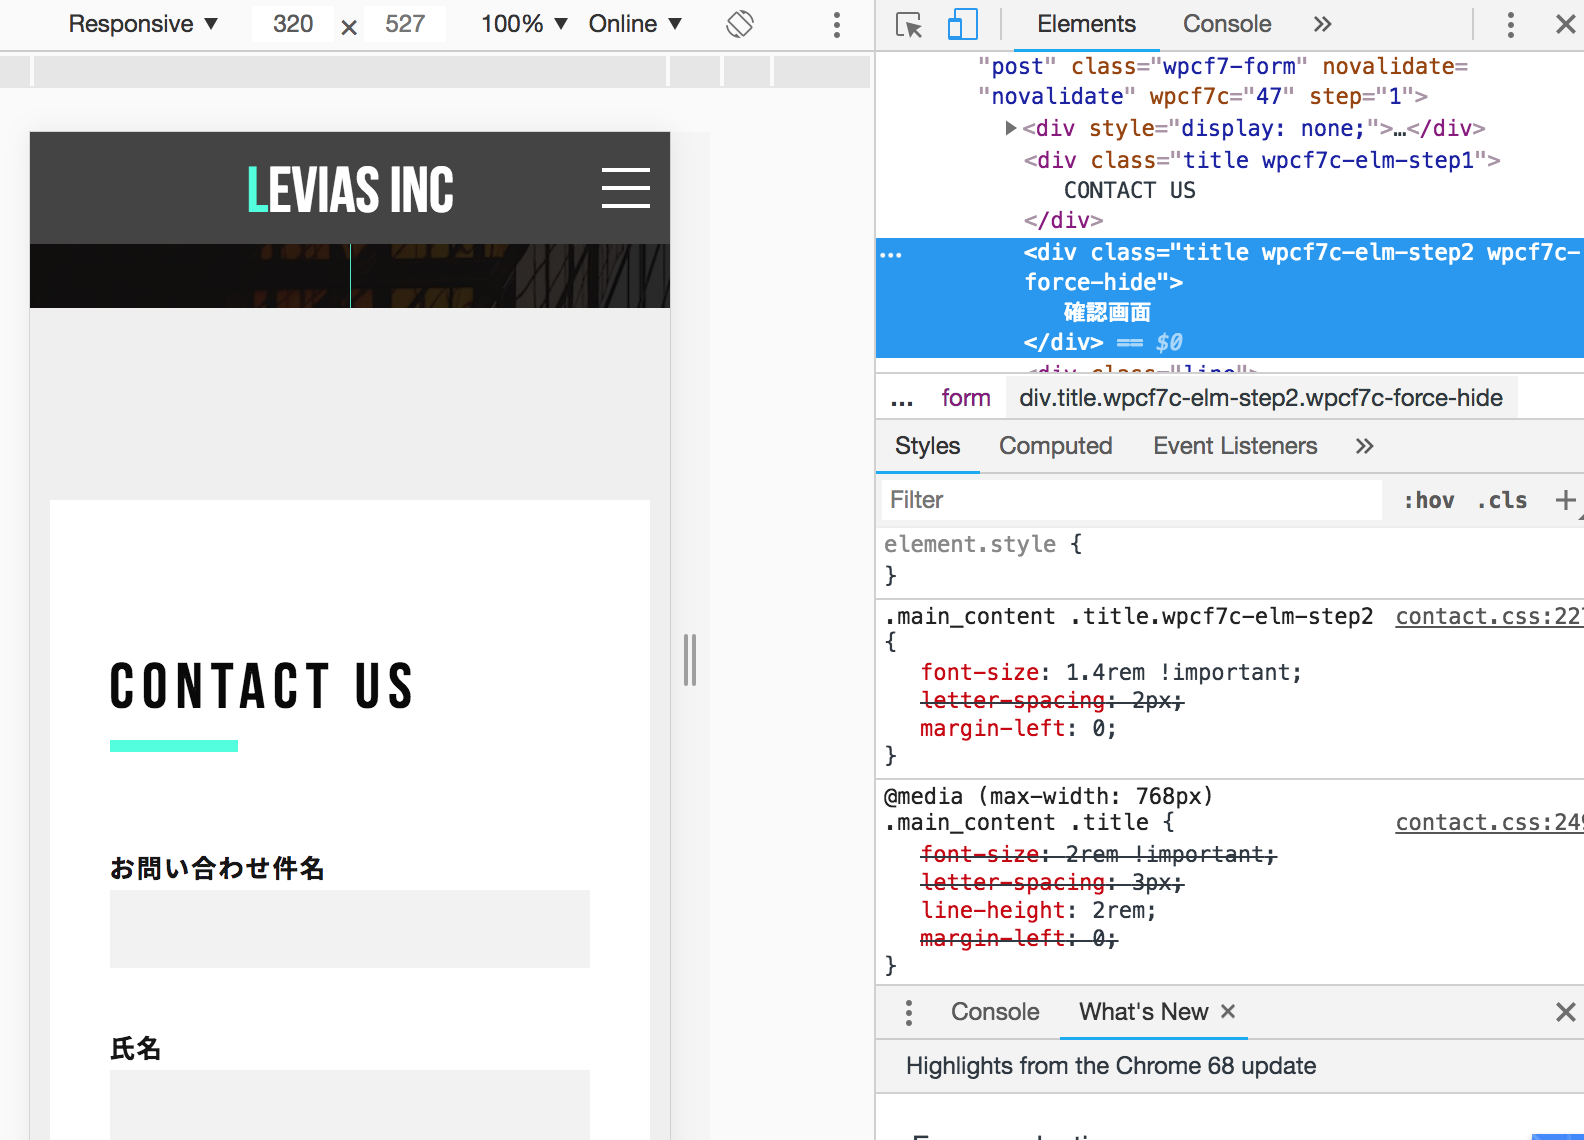 Responsive ▼ 320 × 527 100% ▼ Online ▼
LEVIAS INC
CONTACT US
お問い合わせ件名
氏名
Elements Console »
"post" class="wpcf7-form" novalidate=
"novalidate" wpcf7c="47" step="1">
▶<div style="display: none;">…</div>
<div class="title wpcf7c-elm-step1">
CONTACT US
</div>
<div class="title wpcf7c-elm-step2 wpcf7c-
force-hide">
確認画面
</div> == $0
<div class="line">
... form div.title.wpcf7c-elm-step2.wpcf7c-force-hide
Styles Computed Event Listeners »
Filter :hov .cls +
element.style {
}
.main_content .title.wpcf7c-elm-step2 contact.css:227
{
font-size: 1.4rem !important;
letter-spacing: 2px;
margin-left: 0;
}
@media (max-width: 768px)
.main_content .title { contact.css:249
font-size: 2rem !important;
letter-spacing: 3px;
line-height: 2rem;
margin-left: 0;
}
Console What's New ×
Highlights from the Chrome 68 update